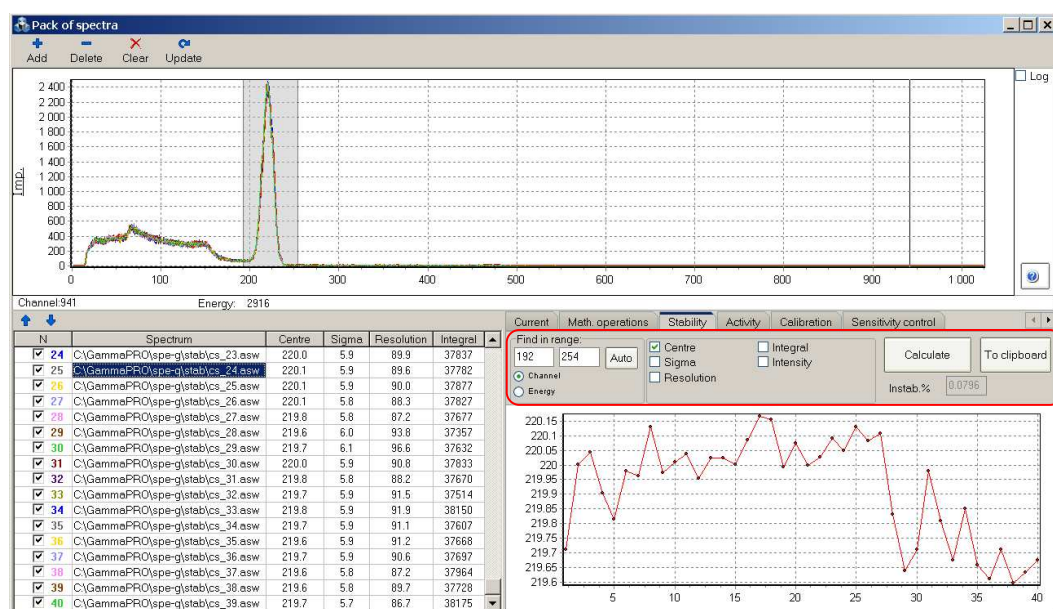 Pack of spectra
Add Delete Clear Update
Log
Imp.
2 400
2 200
2 000
1 800
1 600
1 400
1 200
1 000
800
600
400
200
0
0 100 200 300 400 500 600 700 800 900 1 000
Channel:941 Energy: 2916
N Spectrum Centre Sigma Resolution Integral
24 C:\GammaPRO\spe-g\stab\cs_23.asw 220.0 5.9 89.9 37837
25 C:\GammaPRO\spe-g\stab\cs_24.asw 220.1 5.9 89.6 37782
26 C:\GammaPRO\spe-g\stab\cs_25.asw 220.1 5.9 90.0 37877
27 C:\GammaPRO\spe-g\stab\cs_26.asw 220.1 5.8 88.3 37827
28 C:\GammaPRO\spe-g\stab\cs_27.asw 219.8 5.8 87.2 37677
29 C:\GammaPRO\spe-g\stab\cs_28.asw 219.6 6.0 93.8 37357
30 C:\GammaPRO\spe-g\stab\cs_29.asw 219.7 6.1 96.6 37632
31 C:\GammaPRO\spe-g\stab\cs_30.asw 220.0 5.9 90.8 37833
32 C:\GammaPRO\spe-g\stab\cs_31.asw 219.8 5.8 88.2 37670
33 C:\GammaPRO\spe-g\stab\cs_32.asw 219.7 5.9 91.5 37514
34 C:\GammaPRO\spe-g\stab\cs_33.asw 219.8 5.9 91.9 38150
35 C:\GammaPRO\spe-g\stab\cs_34.asw 219.7 5.9 91.1 37607
36 C:\GammaPRO\spe-g\stab\cs_35.asw 219.6 5.9 91.2 37668
37 C:\GammaPRO\spe-g\stab\cs_36.asw 219.7 5.9 90.6 37697
38 C:\GammaPRO\spe-g\stab\cs_37.asw 219.6 5.8 87.2 37964
39 C:\GammaPRO\spe-g\stab\cs_38.asw 219.6 5.8 89.7 37728
40 C:\GammaPRO\spe-g\stab\cs_39.asw 219.7 5.7 86.7 38175
Current Math. operations Stability Activity Calibration Sensitivity control
Find in range:
192 254 Auto
Channel
Energy
Centre
Sigma
Resolution
Integral
Intensity
Calculate To clipboard
Instab.% 0.0796
220.15
220.1
220.05
220
219.95
219.9
219.85
219.8
219.75
219.7
219.65
219.6
5 10 15 20 25 30 35 40